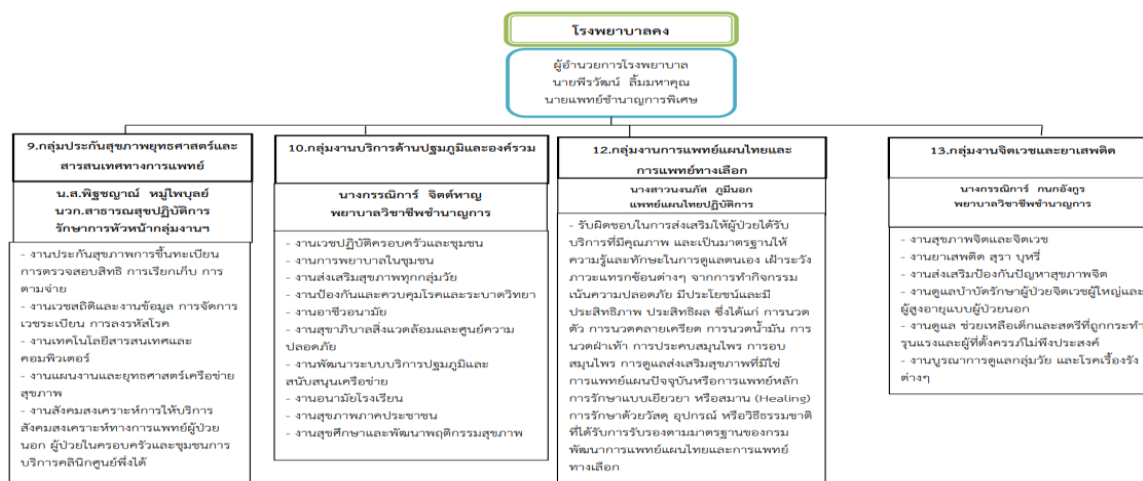 โรงพยาบาลคง
ผู้อำนวยการโรงพยาบาล
นายพีรวัฒน์ ลิ้มมหาคุณ
นายแพทย์ชำนาญการพิเศษ
9.กลุ่มประกันสุขภาพยุทธศาสตร์และ
สารสนเทศทางการแพทย์
น.ส.พิฐชญาณ์ หมู่ไพบุลย์
นวก.สาธารณสุขปฏิบัติการ
รักษาการหัวหน้ากลุ่มงานฯ
- งานประกันสุขภาพการขึ้นทะเบียน
การตรวจสอบสิทธิ การเรียกเก็บ การ
ตามจ่าย
- งานเวชสถิติและงานข้อมูล การจัดการ
เวชระเบียน การลงรหัสโรค
- งานเทคโนโลยีสารสนเทศและ
คอมพิวเตอร์
- งานแผนงานและยุทธศาสตร์เครือข่าย
สุขภาพ
- งานสังคมสงเคราะห์การให้บริการ
สังคมสงเคราะห์ทางการแพทย์ผู้ป่วย
นอก ผู้ป่วยในครอบครัวและชุมชนการ
บริการคลินิกศูนย์พึ่งได้
10.กลุ่มงานบริการด้านปฐมภูมิและองค์รวม
นางกรรณิการ์ จิตต์หาญ
พยาบาลวิชาชีพชำนาญการ
- งานเวชปฏิบัติครอบครัวและชุมชน
- งานการพยาบาลในชุมชน
- งานส่งเสริมสุขภาพทุกกลุ่มวัย
- งานป้องกันและควบคุมโรคและระบาดวิทยา
- งานอาชีวอนามัย
- งานสุขาภิบาลสิ่งแวดล้อมและศูนย์ความ
ปลอดภัย
- งานพัฒนาระบบบริการปฐมภูมิและ
สนับสนุนเครือข่าย
- งานอนามัยโรงเรียน
- งานสุขภาพภาคประชาชน
- งานสุขศึกษาและพัฒนาพฤติกรรมสุขภาพ
12.กลุ่มงานการแพทย์แผนไทยและ
การแพทย์ทางเลือก
นางสาวนงนภัส ภูมีนอก
แพทย์แผนไทยปฏิบัติการ
- รับผิดชอบในการส่งเสริมให้ผู้ป่วยได้รับ
บริการที่มีคุณภาพ และเป็นมาตรฐานให้
ความรู้และทักษะในการดูแลตนเอง เฝ้าระวัง
ภาวะแทรกซ้อนต่างๆ จากการทำกิจกรรม
เน้นความปลอดภัย มีประโยชน์และมี
ประสิทธิภาพ ประสิทธิผล ซึ่งได้แก่ การนวด
ตัว การนวดคลายเครียด การนวดน้ำมัน การ
นวดฝ่าเท้า การประคบสมุนไพร การอบ
สมุนไพร การดูแลส่งเสริมสุขภาพที่มิใช่
การแพทย์แผนปัจจุบันหรือการแพทย์หลัก
การรักษาแบบเยียวยา หรือสมาน (Healing)
การรักษาด้วยวัสดุ อุปกรณ์ หรือวิธีธรรมชาติ
ที่ได้รับการรับรองตามมาตรฐานของกรม
พัฒนาการแพทย์แผนไทยและการแพทย์
ทางเลือก
13.กลุ่มงานจิตเวชและยาเสพติด
นางกรรณิการ์ กนกอังกูร
พยาบาลวิชาชีพชำนาญการ
- งานสุขภาพจิตและจิตเวช
- งานยาเสพติด สุรา บุหรี่
- งานส่งเสริมป้องกันปัญหาสุขภาพจิต
- งานดูแลบำบัดรักษาผู้ป่วยจิตเวชผู้ใหญ่และ
ผู้สูงอายุแบบผู้ป่วยนอก
- งานดูแล ช่วยเหลือเด็กและสตรีที่ถูกกระทำ
รุนแรงและผู้ที่ตั้งครรภ์ไม่พึงประสงค์
- งานบูรณาการดูแลกลุ่มวัย และโรคเรื้อรัง
ต่างๆ